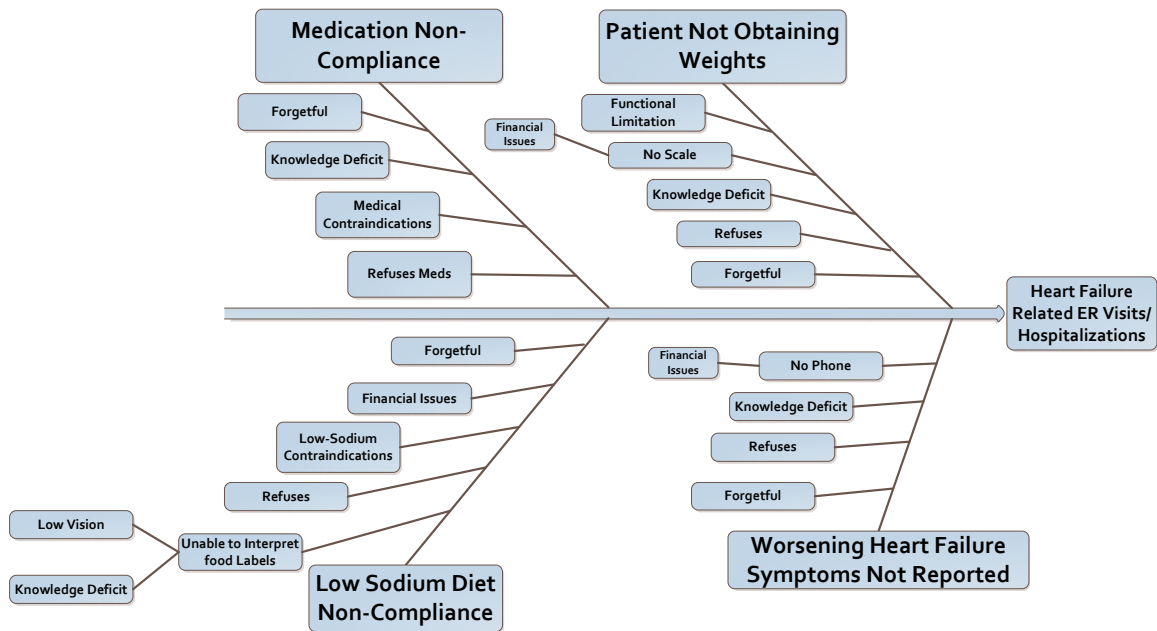 Medication Non-
Compliance
Forgetful
Knowledge Deficit
Medical
Contraindications
Refuses Meds
Patient Not Obtaining
Weights
Functional
Limitation
Financial
Issues
No Scale
Knowledge Deficit
Refuses
Forgetful
Heart Failure
Related ER Visits/
Hospitalizations
Forgetful
Financial Issues
Low-Sodium
Contraindications
Refuses
Low Vision
Unable to Interpret
food Labels
Knowledge Deficit
Low Sodium Diet
Non-Compliance
Financial
Issues
No Phone
Knowledge Deficit
Refuses
Forgetful
Worsening Heart Failure
Symptoms Not Reported